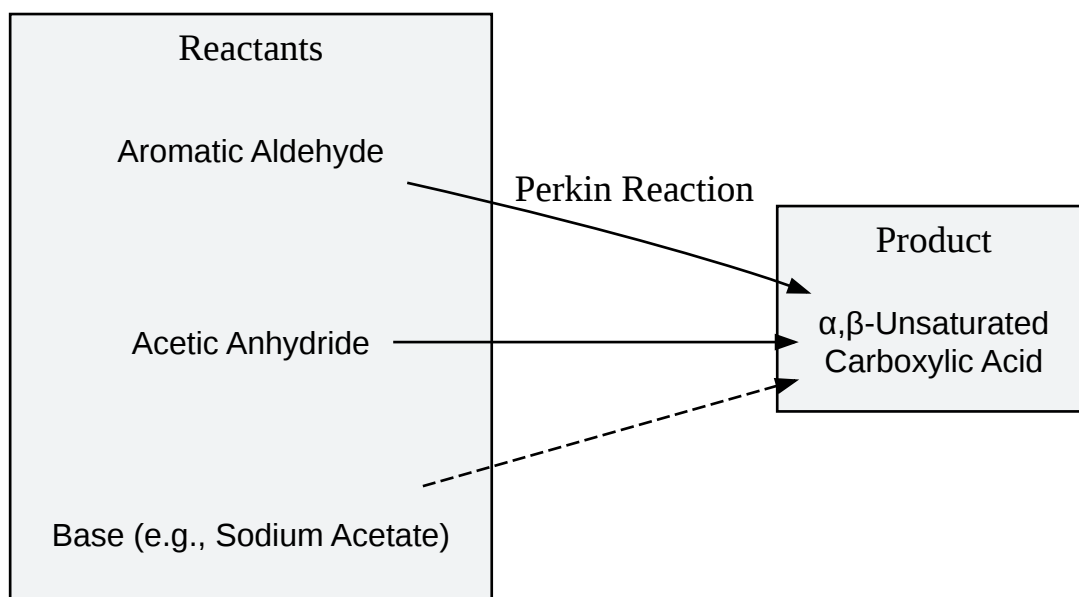 Reactants
Aromatic Aldehyde
Perkin Reaction
Product
Acetic Anhydride
α,β-Unsaturated
Carboxylic Acid
Base (e.g., Sodium Acetate)